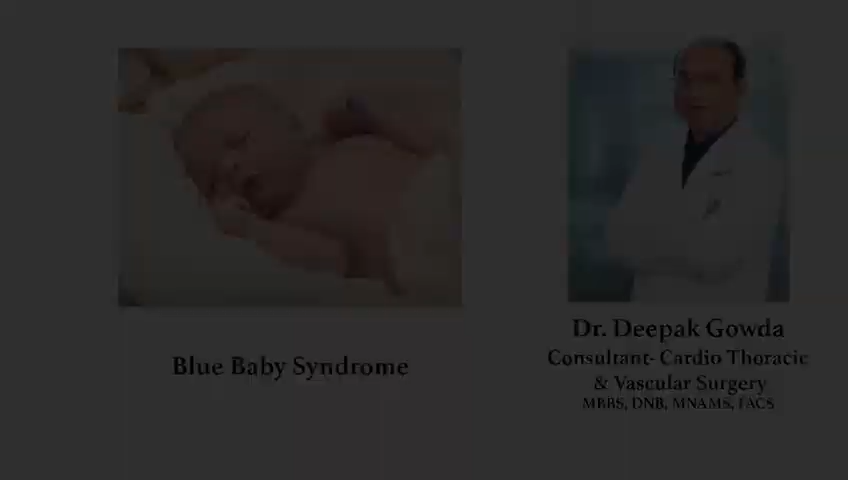 Blue Baby Syndrome
Dr. Deepak Gowda
Consultant- Cardio Thoracic
& Vascular Surgery
MBBS, DNB, MNAMS, FACS